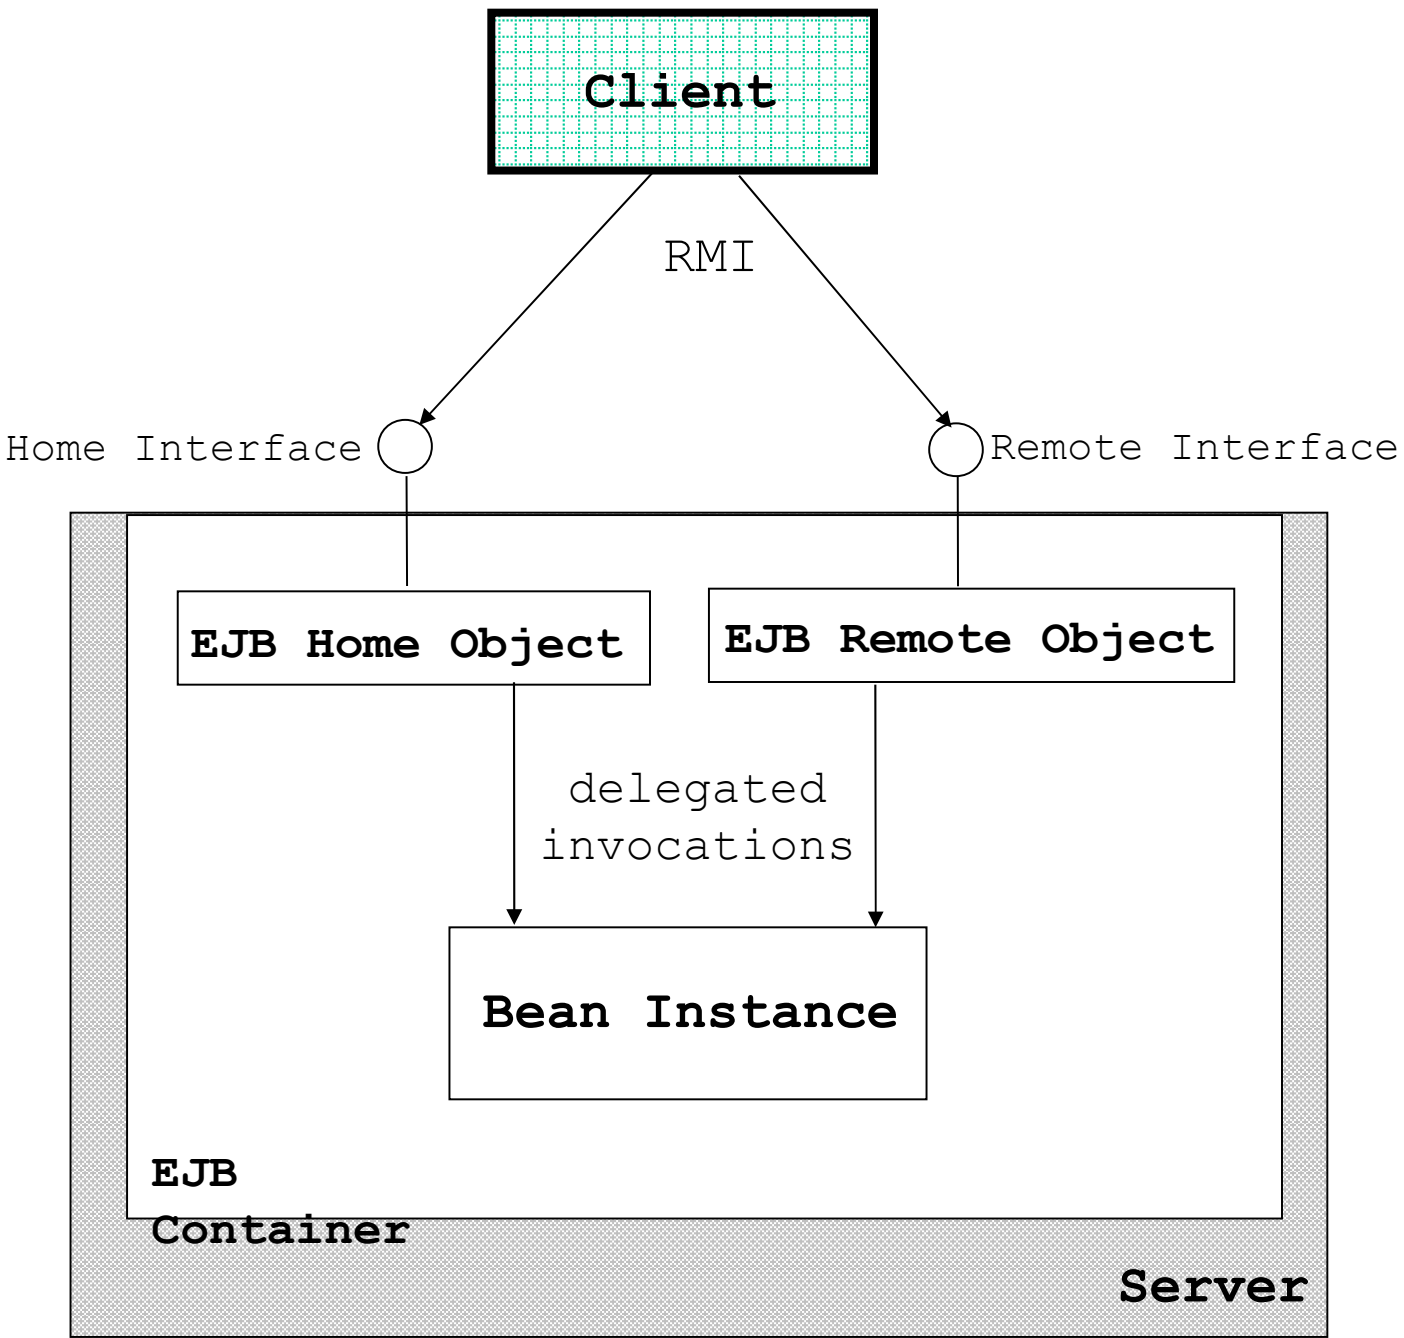 Client
RMI
Home Interface
Remote Interface
EJB Home Object
EJB Remote Object
delegated
invocations
Bean Instance
EJB
Container
Server